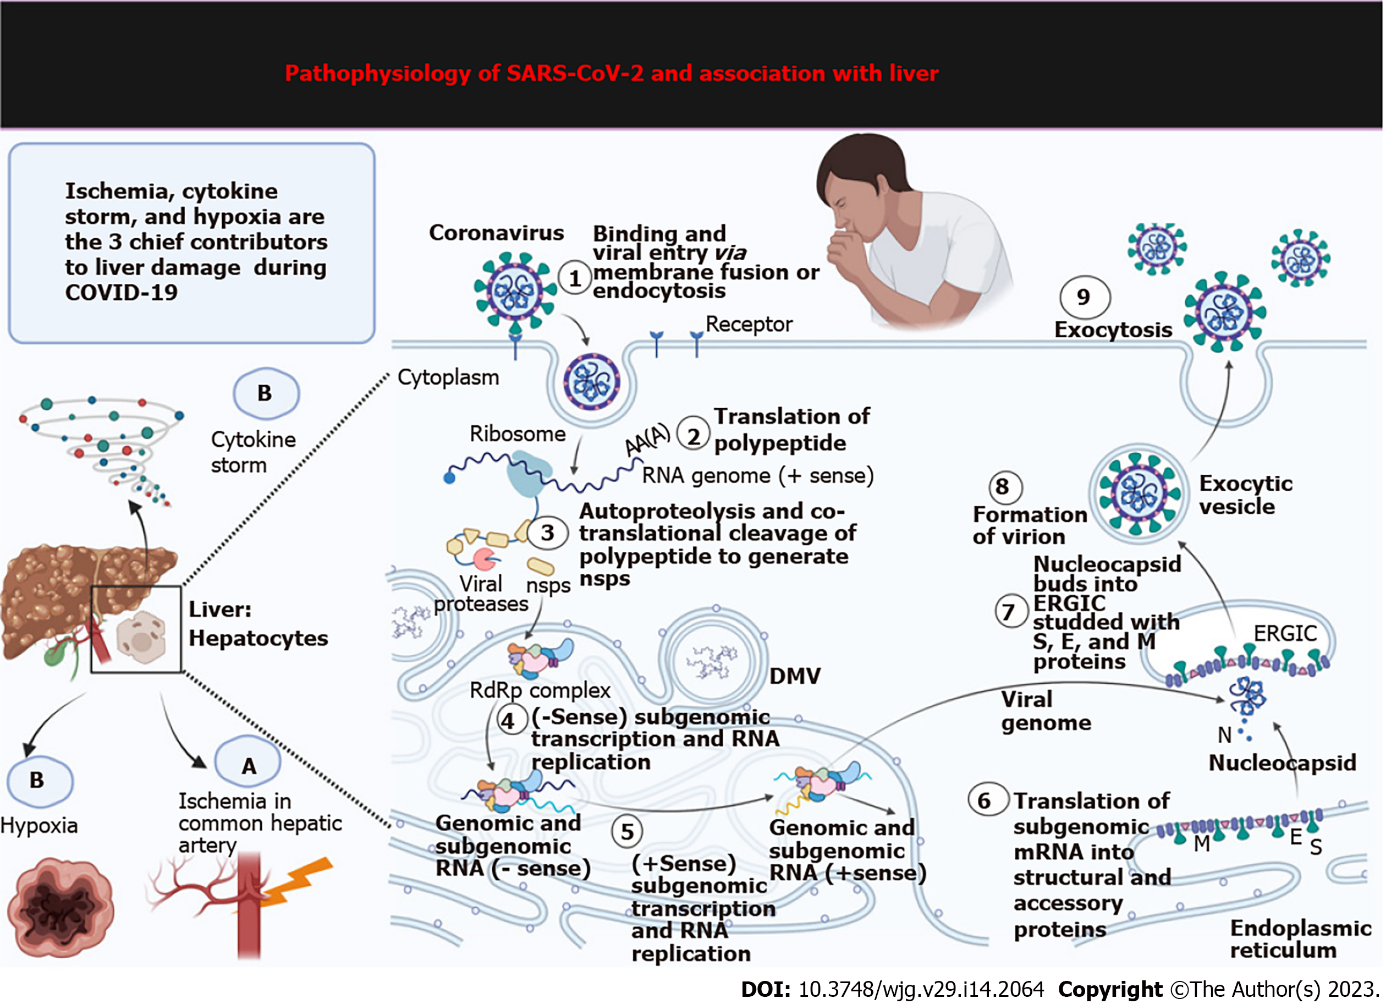 Pathophysiology of SARS-CoV-2 and association with liver
Ischemia, cytokine
storm, and hypoxia are
the 3 chief contributors
to liver damage during
COVID-19
B
Cytokine
storm
Liver:
Hepatocytes
B
Hypoxia
A
Ischemia in
common hepatic
artery
Coronavirus
1
Binding and
viral entry via
membrane fusion or
endocytosis
Receptor
Cytoplasm
Ribosome
AA(A)
2
Translation of
polypeptide
RNA genome (+ sense)
3
Autoproteolysis and co-
translational cleavage of
polypeptide to generate
nsps
Viral
proteases
nsps
DMV
RdRp complex
4
(-Sense) subgenomic
transcription and RNA
replication
Genomic and
subgenomic
RNA (- sense)
5
(+Sense)
subgenomic
transcription
and RNA
replication
Genomic and
subgenomic
RNA (+sense)
6
Translation of
subgenomic
mRNA into
structural and
accessory
proteins
M
E
S
Endoplasmic
reticulum
Viral
genome
N
Nucleocapsid
7
Nucleocapsid
buds into
ERGIC
studded with
S, E, and M
proteins
ERGIC
8
Formation
of virion
Exocytic
vesicle
9
Exocytosis
DOI: 10.3748/wjg.v29.i14.2064 Copyright ©The Author(s) 2023.